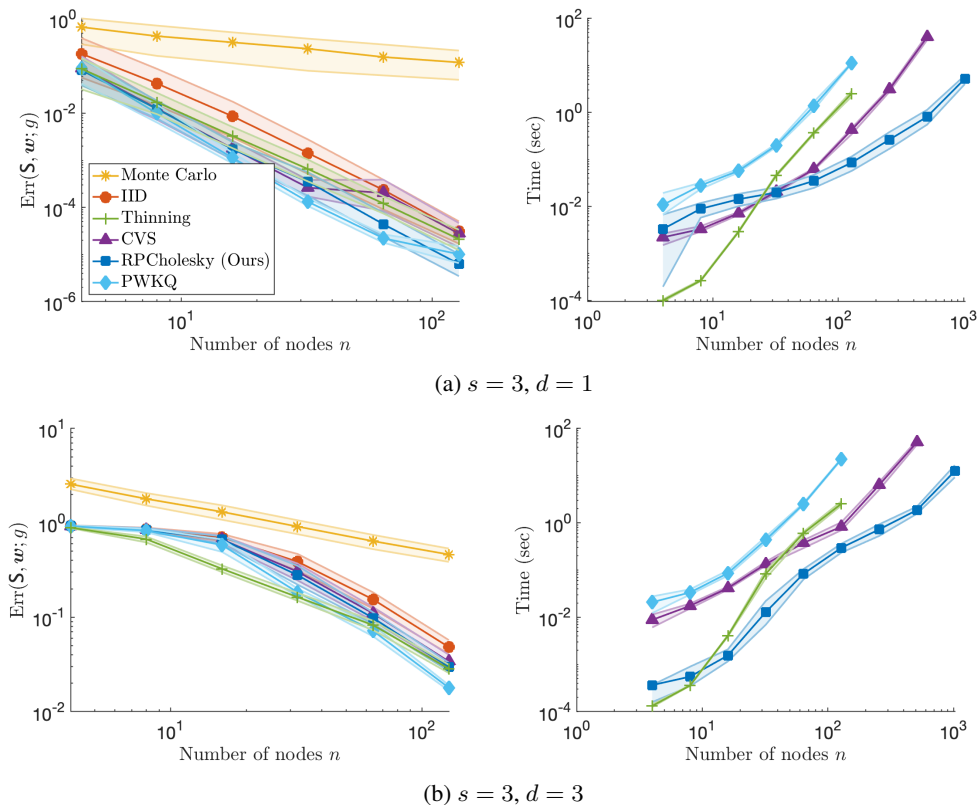 10^0
10^-2
10^-4
10^-6
Err(S, w; g)
Monte Carlo
IID
Thinning
CVS
RPCholesky (Ours)
PWKQ
10^1
10^2
Number of nodes n
10^2
10^0
10^-2
10^-4
Time (sec)
10^0
10^1
10^2
10^3
Number of nodes n
(a) s = 3, d = 1
10^1
10^0
10^-1
10^-2
Err(S, w; g)
10^1
10^2
Number of nodes n
10^2
10^0
10^-2
10^-4
Time (sec)
10^0
10^1
10^2
10^3
Number of nodes n
(b) s = 3, d = 3